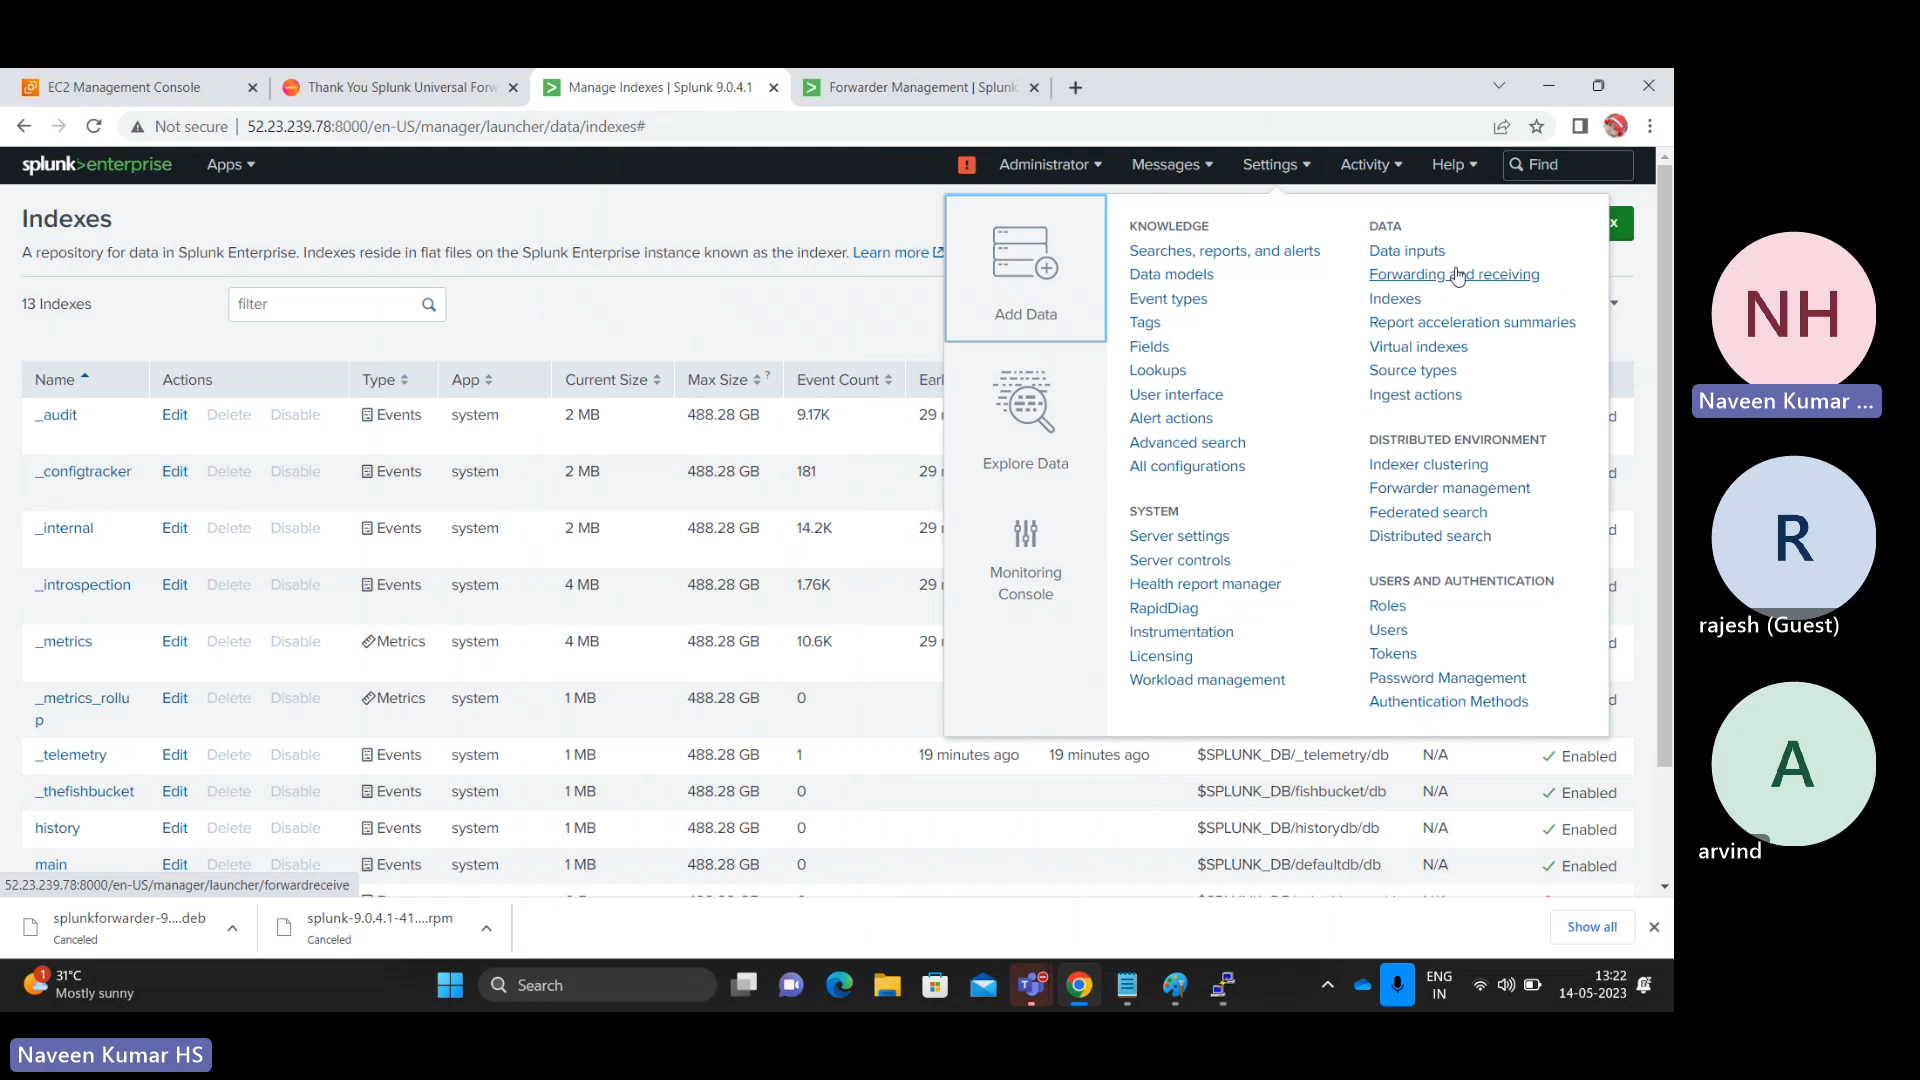 EC2 Management Console
Thank You Splunk Universal Forw
Manage Indexes | Splunk 9.0.4.1
Forwarder Management | Splunk
Not secure
52.23.239.78:8000/en-US/manager/launcher/data/indexes#
splunk>enterprise
Apps
Administrator
Messages
Settings
Activity
Help
Find
Indexes
A repository for data in Splunk Enterprise. Indexes reside in flat files on the Splunk Enterprise instance known as the indexer. Learn more
13 Indexes
filter
Add Data
Explore Data
Monitoring
Console
KNOWLEDGE
Searches, reports, and alerts
Data models
Event types
Tags
Fields
Lookups
User interface
Alert actions
Advanced search
All configurations
SYSTEM
Server settings
Server controls
Health report manager
RapidDiag
Instrumentation
Licensing
Workload management
DATA
Data inputs
Forwarding and receiving
Indexes
Report acceleration summaries
Virtual indexes
Source types
Ingest actions
DISTRIBUTED ENVIRONMENT
Indexer clustering
Forwarder management
Federated search
Distributed search
USERS AND AUTHENTICATION
Roles
Users
Tokens
Password Management
Authentication Methods
Name Actions Type App Current Size Max Size ? Event Count Earl
_audit Edit Delete Disable Events system 2 MB 488.28 GB 9.17K 29
_configtracker Edit Delete Disable Events system 2 MB 488.28 GB 181 29
_internal Edit Delete Disable Events system 2 MB 488.28 GB 14.2K 29
_introspection Edit Delete Disable Events system 4 MB 488.28 GB 1.76K 29
_metrics Edit Delete Disable Metrics system 4 MB 488.28 GB 10.6K 29
_metrics_rollu Edit Delete Disable Metrics system 1 MB 488.28 GB 0
p
_telemetry Edit Delete Disable Events system 1 MB 488.28 GB 1 19 minutes ago 19 minutes ago $SPLUNK_DB/_telemetry/db N/A Enabled
_thefishbucket Edit Delete Disable Events system 1 MB 488.28 GB 0 $SPLUNK_DB/fishbucket/db N/A Enabled
history Edit Delete Disable Events system 1 MB 488.28 GB 0 $SPLUNK_DB/historydb/db N/A Enabled
main Edit Delete Disable Events system 1 MB 488.28 GB 0 $SPLUNK_DB/defaultdb/db N/A Enabled
52.23.239.78:8000/en-US/manager/launcher/forwardreceive
splunkforwarder-9....deb
Canceled
splunk-9.0.4.1-41....rpm
Canceled
Show all
1
31°C
Mostly sunny
Search
ENG
IN
13:22
14-05-2023
NH
Naveen Kumar ...
R
rajesh (Guest)
A
arvind
Naveen Kumar HS